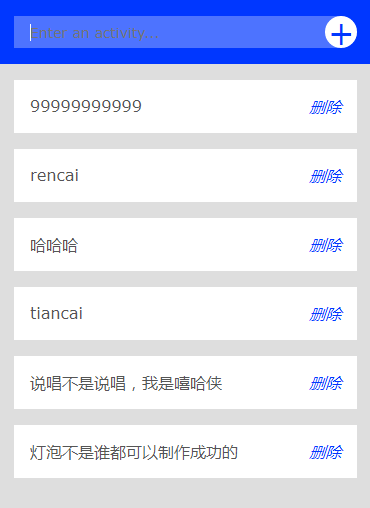 Enter an activity...
99999999999 删除
rencai 删除
哈哈哈 删除
tiancai 删除
说唱不是说唱，我是嘻哈侠 删除
灯泡不是谁都可以制作成功的 删除